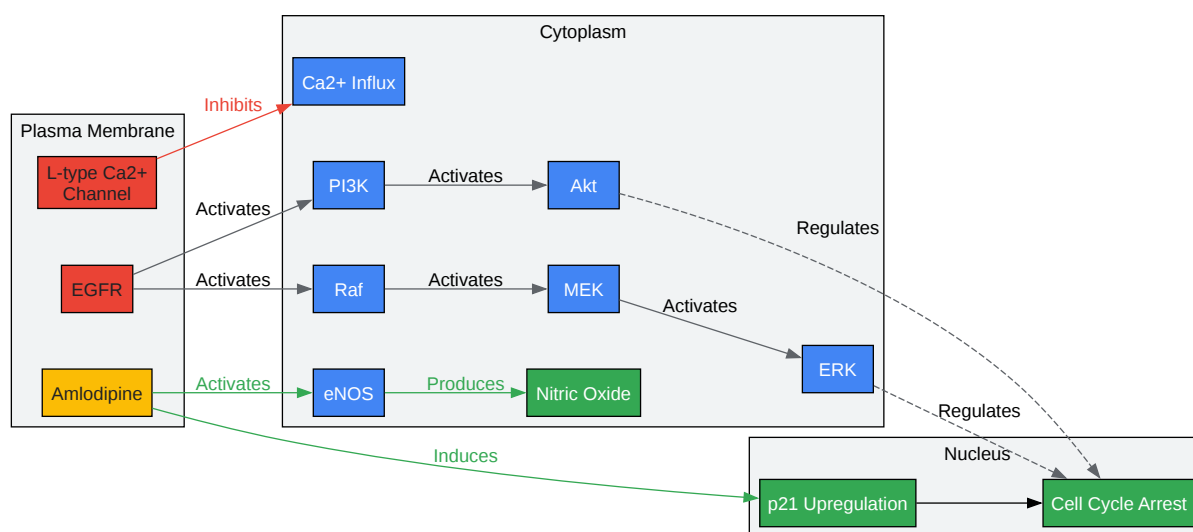 Cytoplasm
Ca2+ Influx
Inhibits
Plasma Membrane
L-type Ca2+
Channel
PI3K
Activates
Akt
Activates
Regulates
EGFR
Activates
Raf
Activates
MEK
Activates
ERK
Amlodipine
Activates
eNOS
Produces
Nitric Oxide
Regulates
Induces
Nucleus
p21 Upregulation
Cell Cycle Arrest